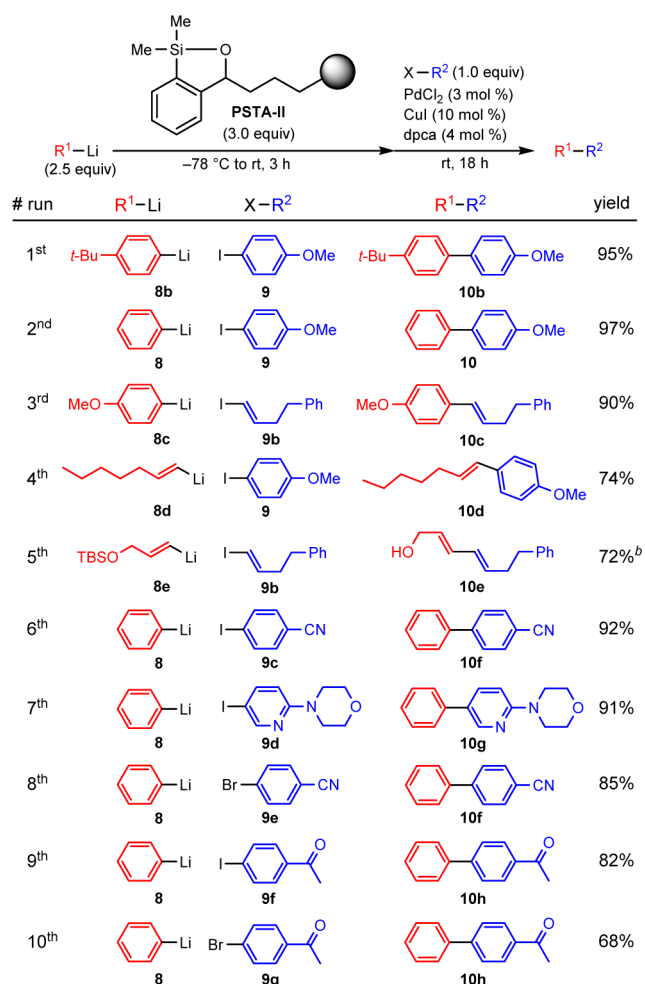 Me
Me Si O
PSTA-II
(3.0 equiv)
X–R² (1.0 equiv)
PdCl₂ (3 mol %)
CuI (10 mol %)
dpca (4 mol %)
R¹–Li
(2.5 equiv)
–78 °C to rt, 3 h
rt, 18 h
R¹–R²
# run R¹–Li X–R² R¹–R² yield
1st t-Bu Li I OMe t-Bu OMe 95%
8b 9 10b
2nd Li I OMe OMe 97%
8 9 10
3rd MeO Li I Ph MeO Ph 90%
8c 9b 10c
4th Li I OMe OMe 74%
8d 9 10d
5th TBSO Li I Ph HO Ph 72%ᵇ
8e 9b 10e
6th Li I CN CN 92%
8 9c 10f
7th Li I N N O N N O 91%
8 9d 10g
8th Li Br CN CN 85%
8 9e 10f
9th Li I O O 82%
8 9f 10h
10th Li Br O O 68%
8 9g 10h